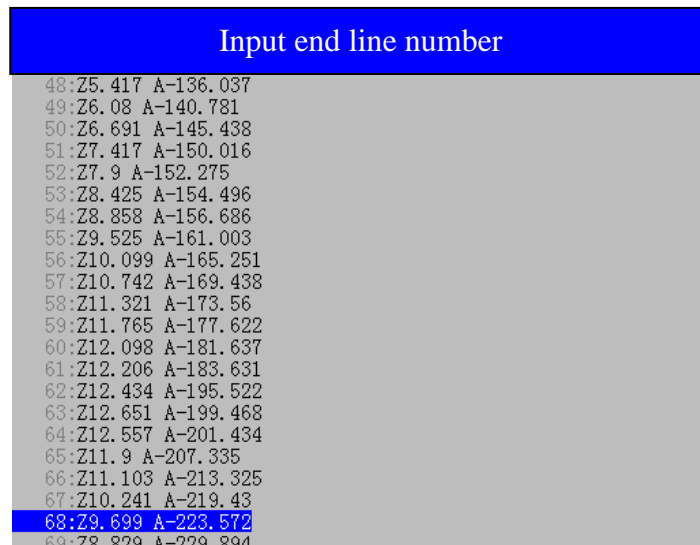 Input end line number
48:Z5.417 A-136.037
49:Z6.08 A-140.781
50:Z6.691 A-145.438
51:Z7.417 A-150.016
52:Z7.9 A-152.275
53:Z8.425 A-154.496
54:Z8.858 A-156.686
55:Z9.525 A-161.003
56:Z10.099 A-165.251
57:Z10.742 A-169.438
58:Z11.321 A-173.56
59:Z11.765 A-177.622
60:Z12.098 A-181.637
61:Z12.206 A-183.631
62:Z12.434 A-195.522
63:Z12.651 A-199.468
64:Z12.557 A-201.434
65:Z11.9 A-207.335
66:Z11.103 A-213.325
67:Z10.241 A-219.43
68:Z9.699 A-223.572
69:Z8.829 A-229.894